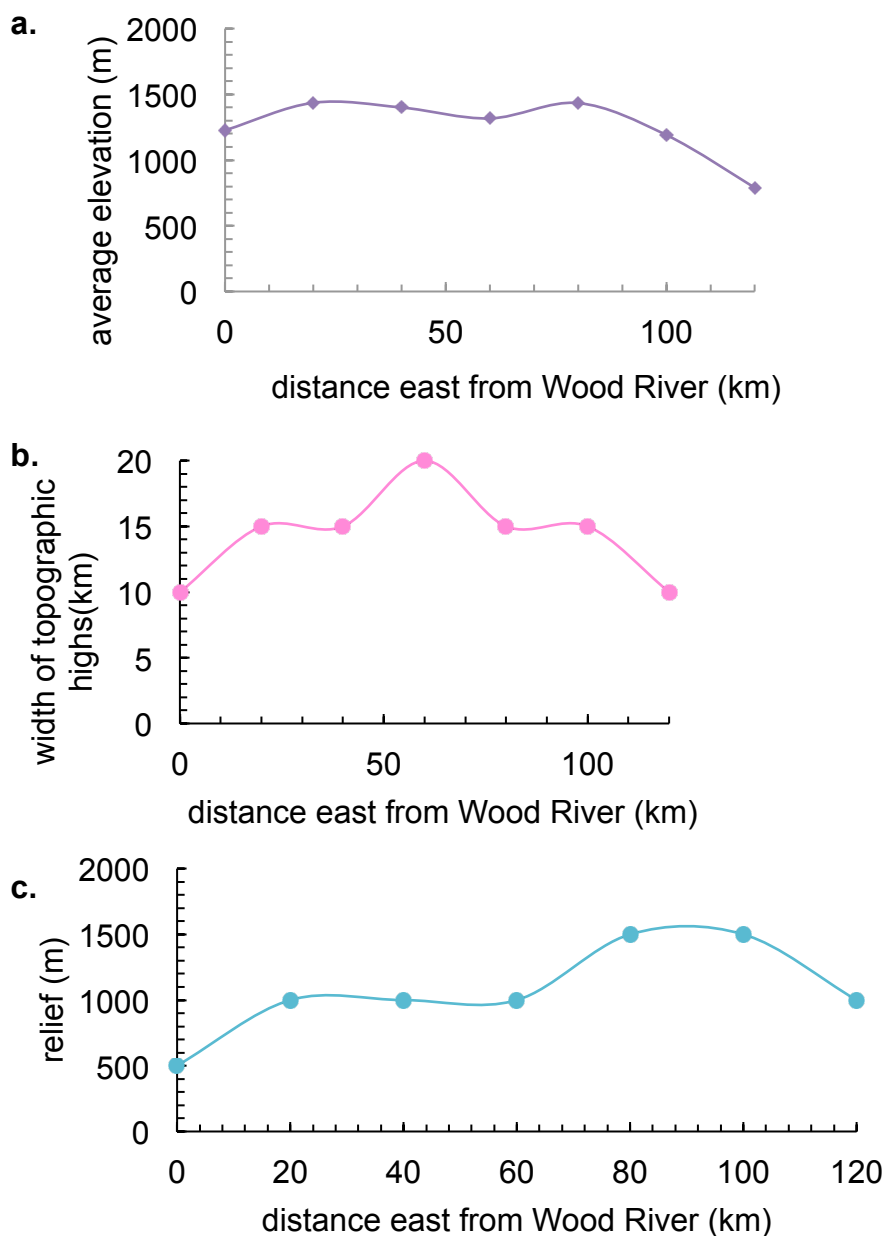 a.
2000
1500
1000
500
0
average elevation (m)
0 50 100
distance east from Wood River (km)
b.
20
15
10
5
0
width of topographic
highs(km)
0 50 100
distance east from Wood River (km)
c.
2000
1500
1000
500
0
relief (m)
0 20 40 60 80 100 120
distance east from Wood River (km)